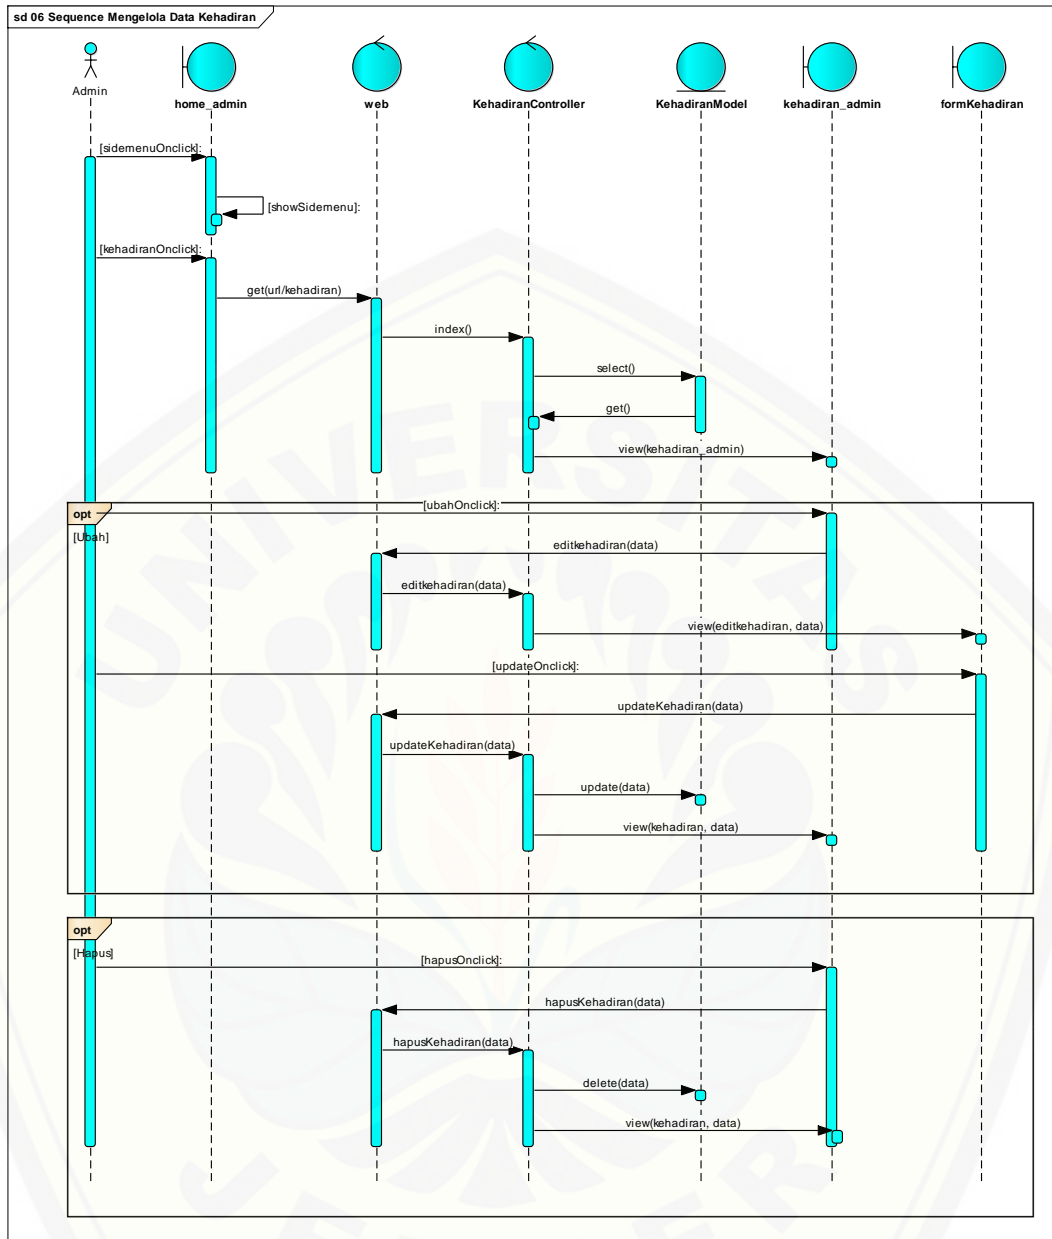 sd 06 Sequence Mengelola Data Kehadiran
Admin
home_admin
web
KehadiranController
KehadiranModel
kehadiran_admin
formKehadiran
[sidemenuOnclick]:
[showSidemenu]:
[kehadiranOnclick]:
get(url/kehadiran)
index()
select()
get()
view(kehadiran_admin)
opt
[ubahOnclick]:
[Ubah]
editkehadiran(data)
editkehadiran(data)
view(editkehadiran, data)
[updateOnclick]:
updateKehadiran(data)
updateKehadiran(data)
update(data)
view(kehadiran, data)
opt
[Hapus]
[hapusOnclick]:
hapusKehadiran(data)
hapusKehadiran(data)
delete(data)
view(kehadiran, data)
UNIVERSITAS